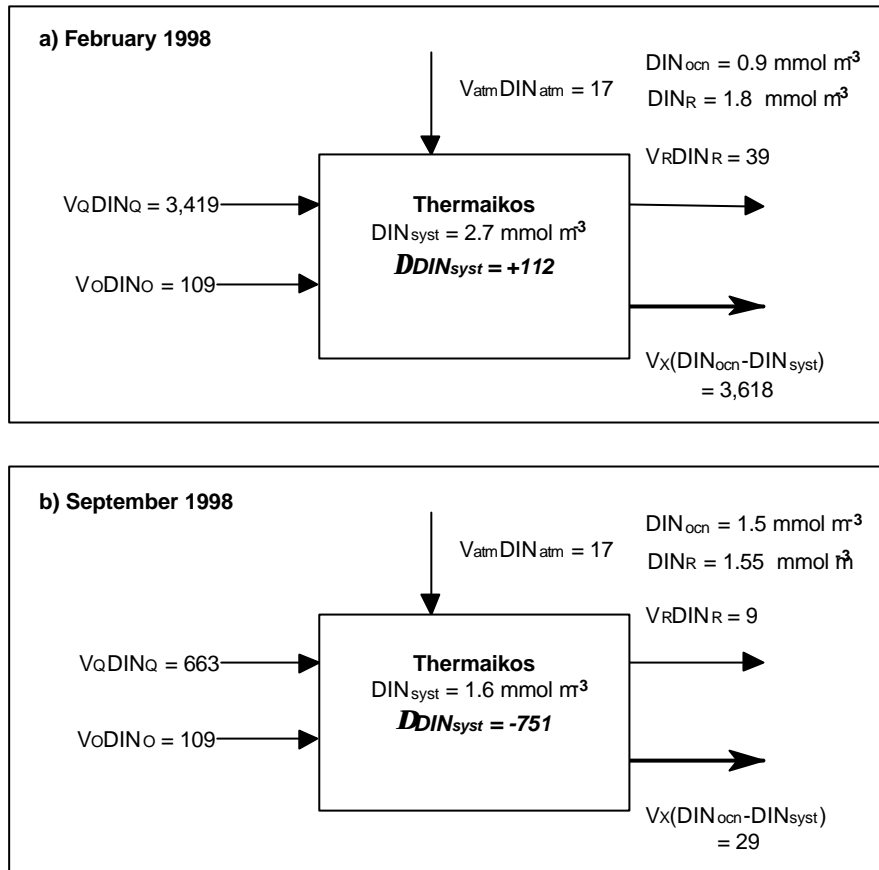 a) February 1998
VatmDINatm = 17
DINocn = 0.9 mmol m-3
DINR = 1.8 mmol m-3
VRDINR = 39
VQDINQ = 3,419
Thermaikos
DINsyst = 2.7 mmol m-3
DDINsyst = +112
VODINO = 109
VX(DINocn-DINsyst)
= 3,618
b) September 1998
VatmDINatm = 17
DINocn = 1.5 mmol m-3
DINR = 1.55 mmol m-3
VRDINR = 9
VQDINQ = 663
Thermaikos
DINsyst = 1.6 mmol m-3
DDINsyst = -751
VODINO = 109
VX(DINocn-DINsyst)
= 29